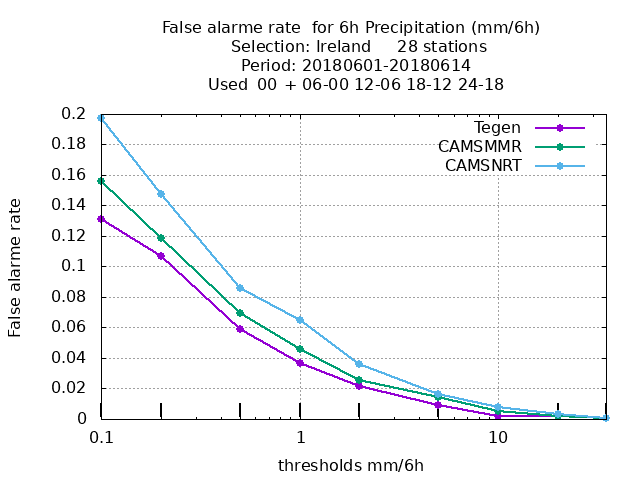 False alarme rate  for 6h Precipitation (mm/6h)
Selection: Ireland     28 stations
Period: 20180601-20180614
Used  00  + 06-00 12-06 18-12 24-18
Tegen
CAMSMMR
CAMSNRT
False alarme rate
0.2
0.18
0.16
0.14
0.12
0.1
0.08
0.06
0.04
0.02
0
0.1
1
10
thresholds mm/6h